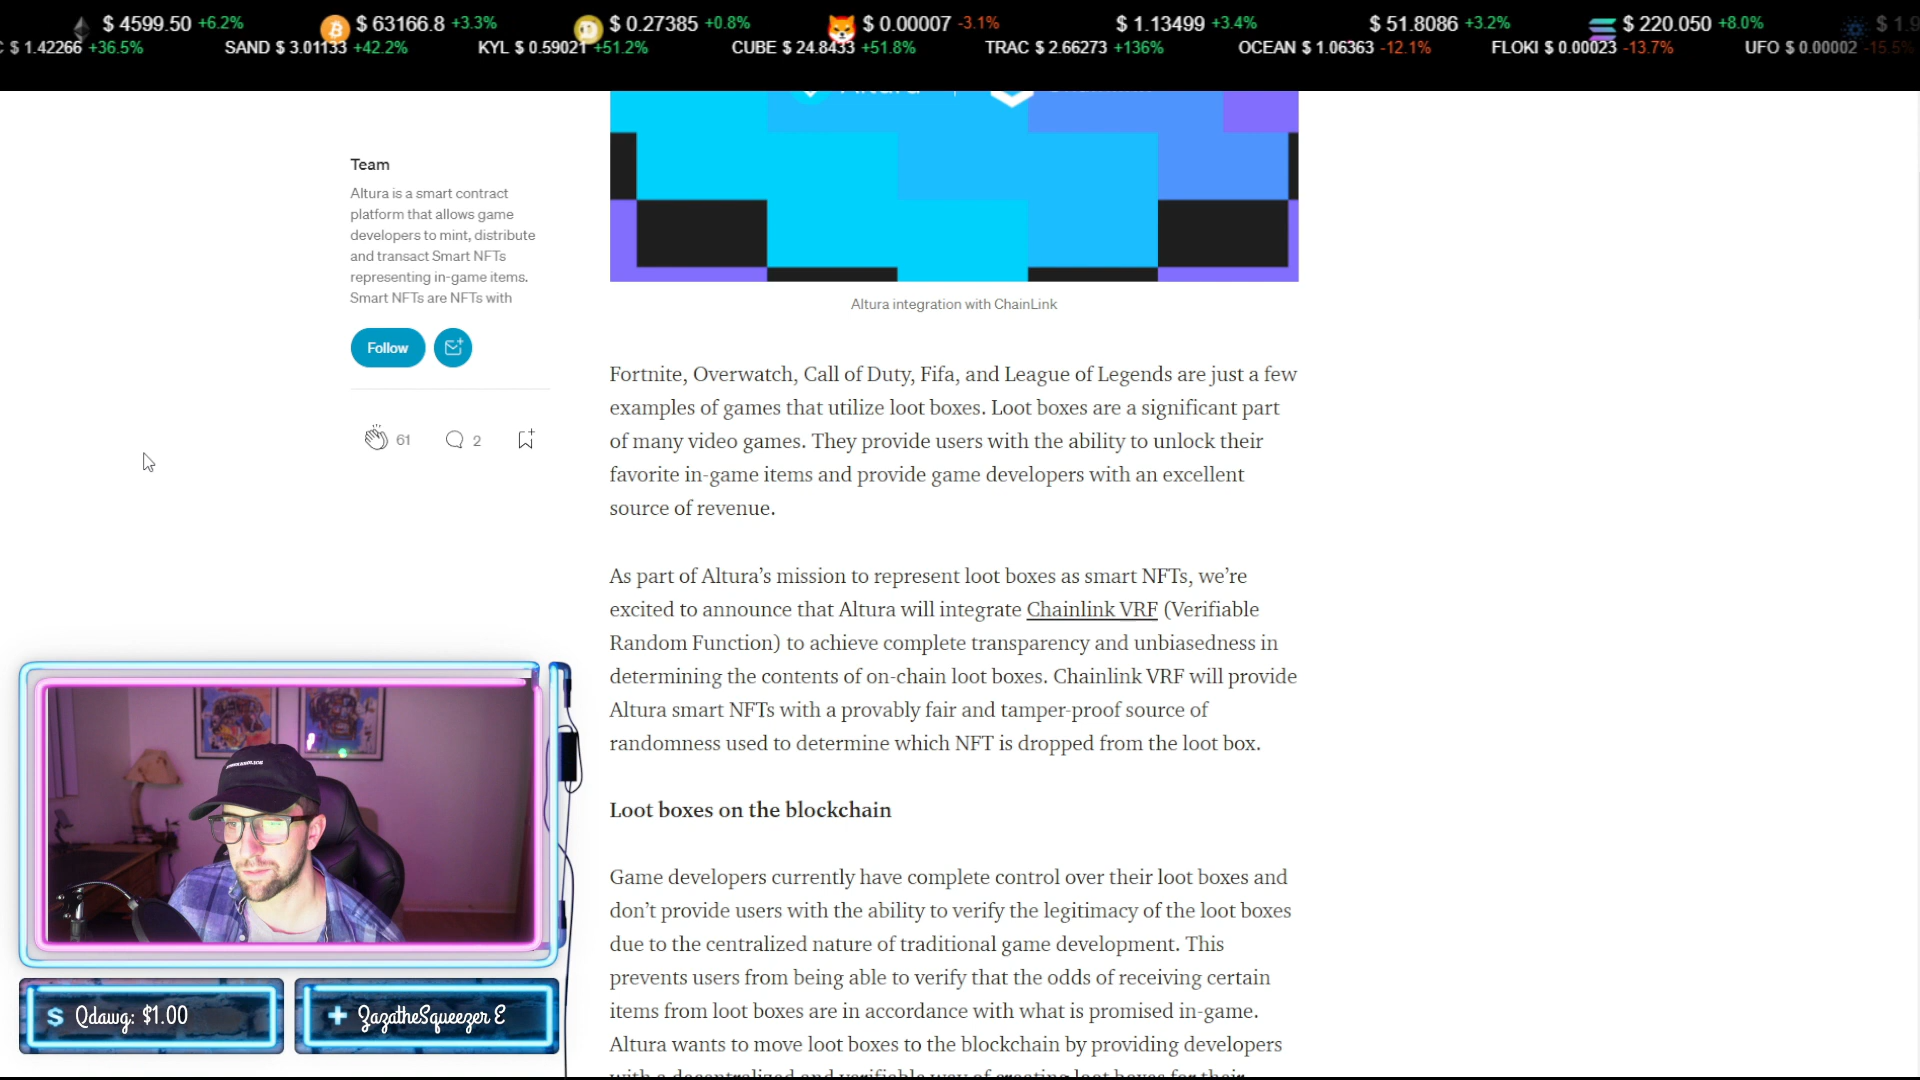 $ 4599.50 +6.2% $ 63166.8 +3.3% $ 0.27385 +0.8% $ 0.00007 -3.1% $ 1.13499 +3.4% $ 51.8086 +3.2% $ 220.050 +8.0%
$ 1.42266 +36.5% SAND $ 3.01133 +42.2% KYL $ 0.59021 +51.2% CUBE $ 24.8433 +51.8% TRAC $ 2.66273 +136% OCEAN $ 1.06363 -12.1% FLOKI $ 0.00023 -13.7% UFO $ 0.00002 -15.5%
Team
Altura is a smart contract
platform that allows game
developers to mint, distribute
and transact Smart NFTs
representing in-game items.
Smart NFTs are NFTs with
Follow
61 2
Altura integration with ChainLink
Fortnite, Overwatch, Call of Duty, Fifa, and League of Legends are just a few
examples of games that utilize loot boxes. Loot boxes are a significant part
of many video games. They provide users with the ability to unlock their
favorite in-game items and provide game developers with an excellent
source of revenue.
As part of Altura’s mission to represent loot boxes as smart NFTs, we’re
excited to announce that Altura will integrate Chainlink VRF (Verifiable
Random Function) to achieve complete transparency and unbiasedness in
determining the contents of on-chain loot boxes. Chainlink VRF will provide
Altura smart NFTs with a provably fair and tamper-proof source of
randomness used to determine which NFT is dropped from the loot box.
Loot boxes on the blockchain
Game developers currently have complete control over their loot boxes and
don’t provide users with the ability to verify the legitimacy of the loot boxes
due to the centralized nature of traditional game development. This
prevents users from being able to verify that the odds of receiving certain
items from loot boxes are in accordance with what is promised in-game.
Altura wants to move loot boxes to the blockchain by providing developers
with a decentralized and verifiable way of creating loot boxes for their
$ Qdawg: $1.00
+ ZazatheSqueezer E